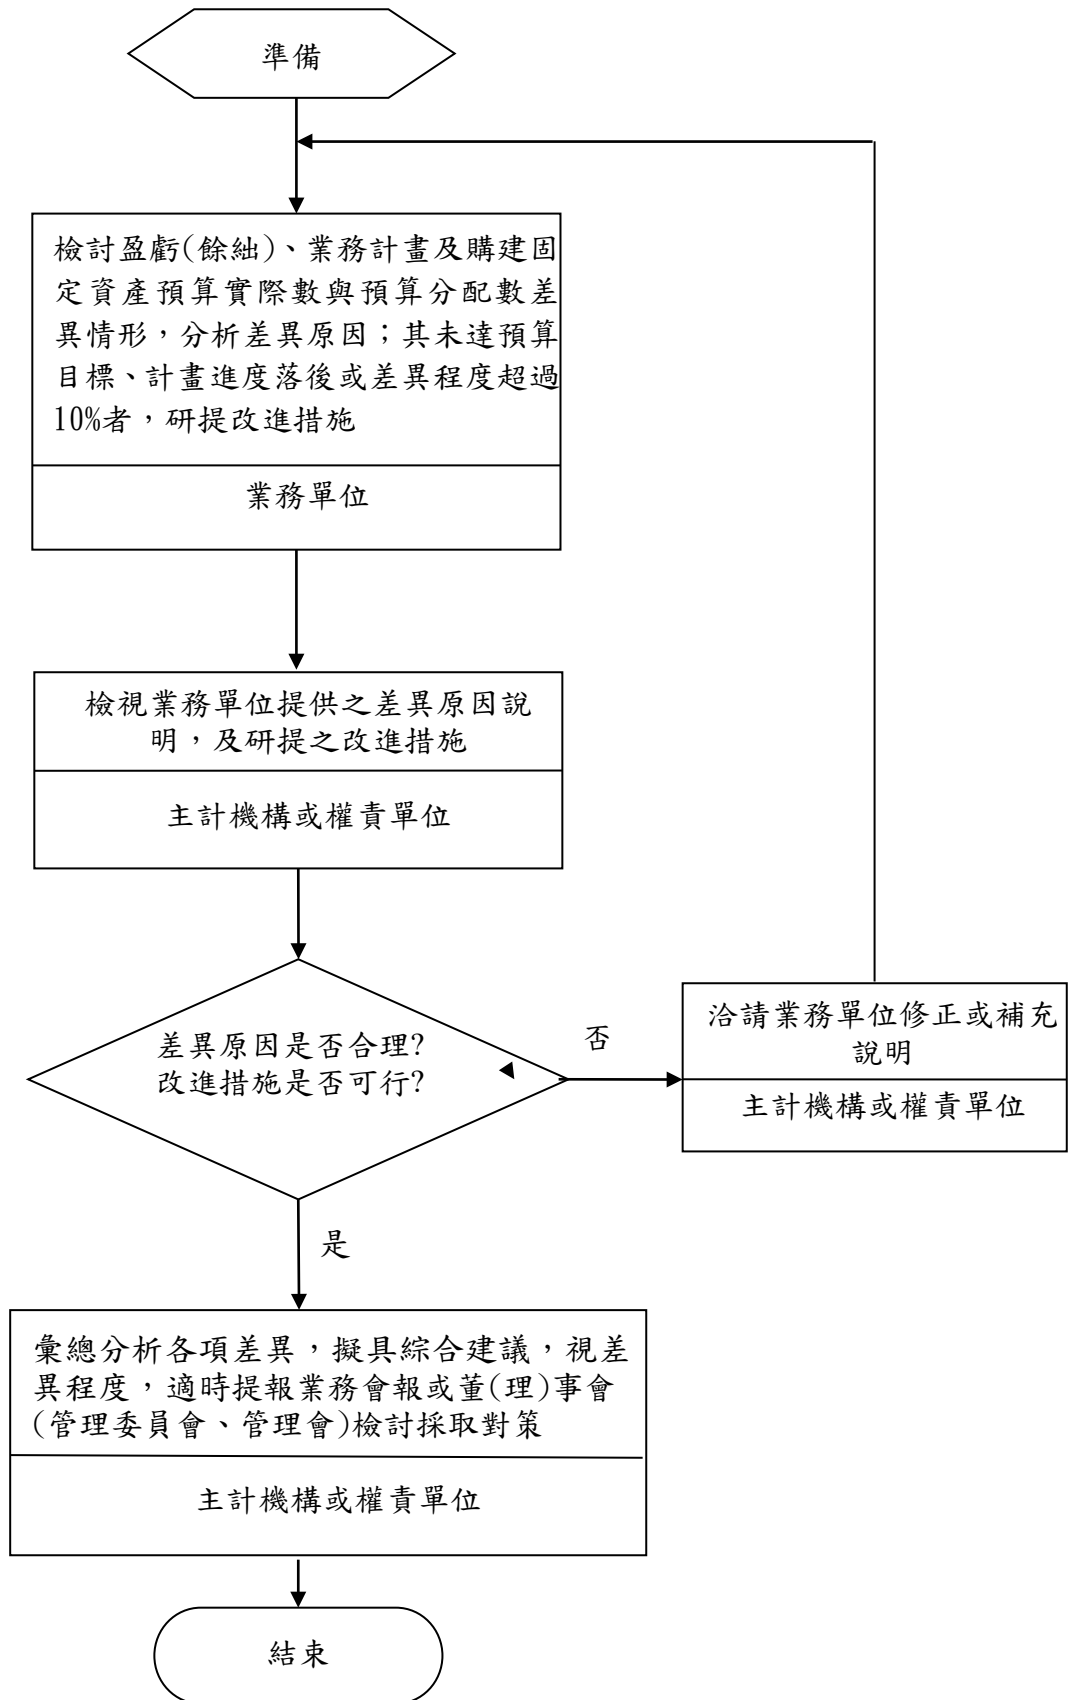 準備
檢討盈虧(餘絀)、業務計畫及購建固
定資產預算實際數與預算分配數差
異情形，分析差異原因；其未達預算
目標、計畫進度落後或差異程度超過
10%者，研提改進措施
業務單位
檢視業務單位提供之差異原因說
明，及研提之改進措施
主計機構或權責單位
差異原因是否合理?
改進措施是否可行?
否
洽請業務單位修正或補充
說明
主計機構或權責單位
是
彙總分析各項差異，擬具綜合建議，視差
異程度，適時提報業務會報或董(理)事會
(管理委員會、管理會)檢討採取對策
主計機構或權責單位
結束